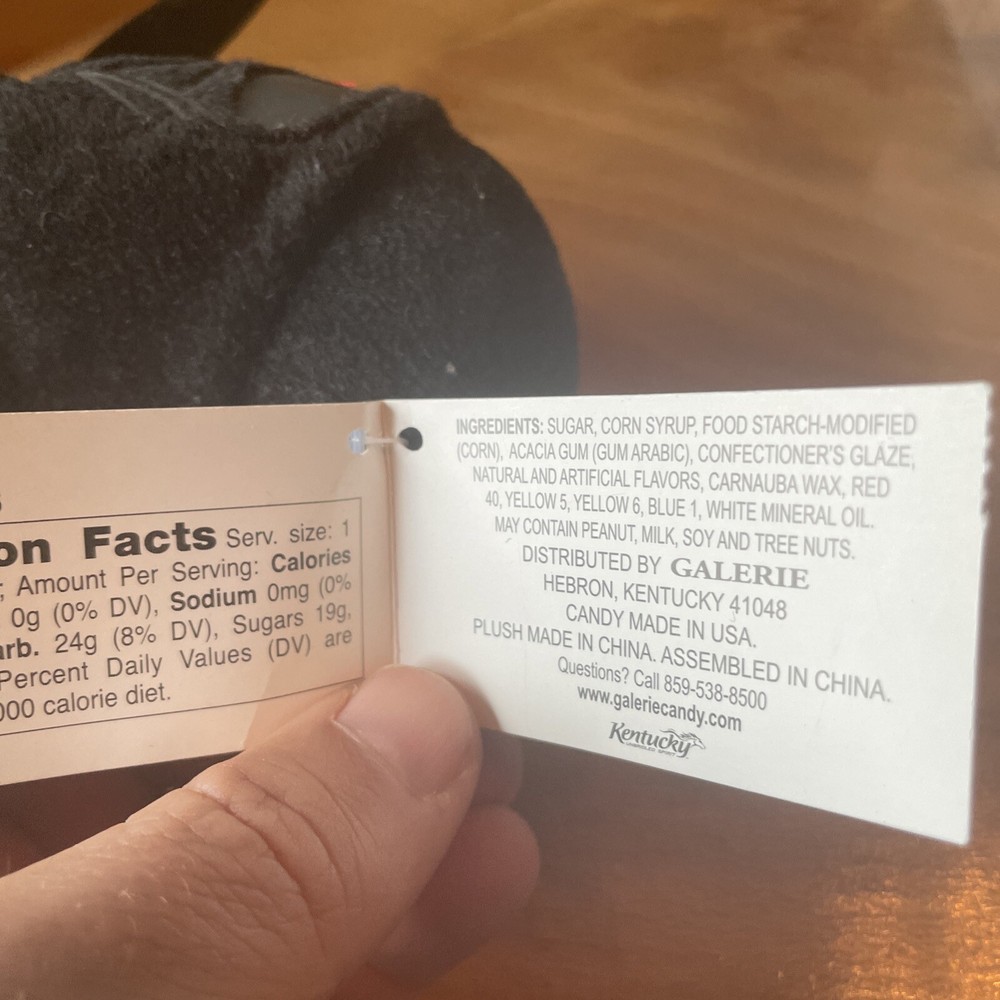 on Facts Serv. size: 1
; Amount Per Serving: Calories
0g (0% DV), Sodium 0mg (0%
arb. 24g (8% DV), Sugars 19g,
Percent Daily Values (DV) are
000 calorie diet.
INGREDIENTS: SUGAR, CORN SYRUP, FOOD STARCH-MODIFIED
(CORN), ACACIA GUM (GUM ARABIC), CONFECTIONER'S GLAZE,
NATURAL AND ARTIFICIAL FLAVORS, CARNAUBA WAX, RED
40, YELLOW 5, YELLOW 6, BLUE 1, WHITE MINERAL OIL.
MAY CONTAIN PEANUT, MILK, SOY AND TREE NUTS.
DISTRIBUTED BY GALERIE
HEBRON, KENTUCKY 41048
CANDY MADE IN USA.
PLUSH MADE IN CHINA. ASSEMBLED IN CHINA.
Questions? Call 859-538-8500
www.galeriecandy.com
Kentucky
UNBRIDLED SPIRIT